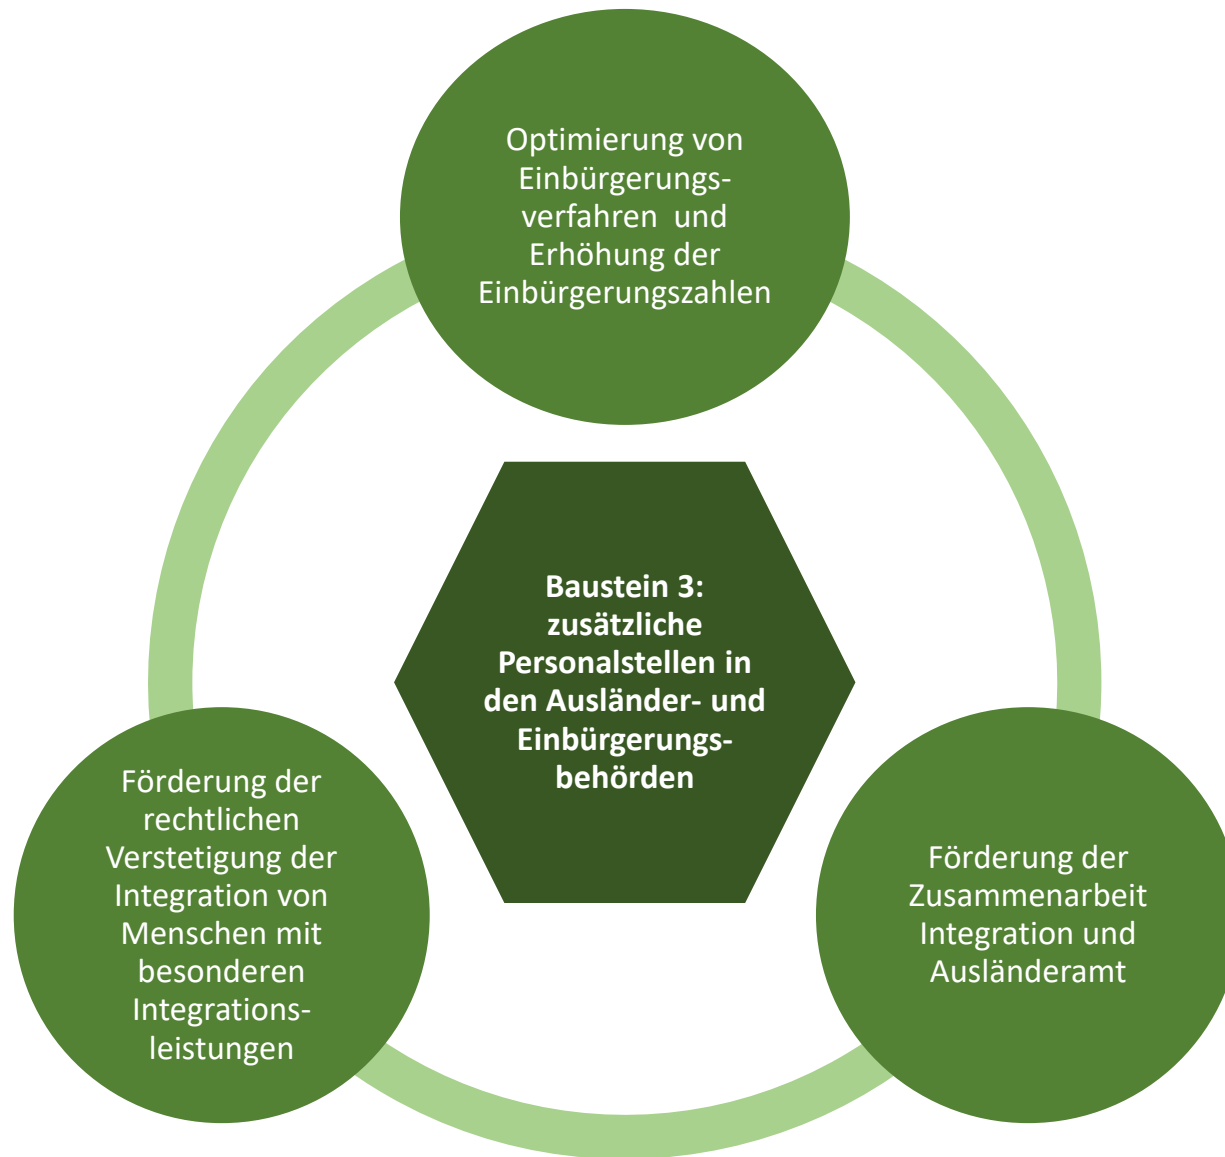 Optimierung von
Einbürgerungs-
verfahren und
Erhöhung der
Einbürgerungszahlen
Baustein 3:
zusätzliche
Personalstellen in
den Ausländer- und
Einbürgerungs-
behörden
Förderung der
rechtlichen
Verstetigung der
Integration von
Menschen mit
besonderen
Integrations-
leistungen
Förderung der
Zusammenarbeit
Integration und
Ausländeramt